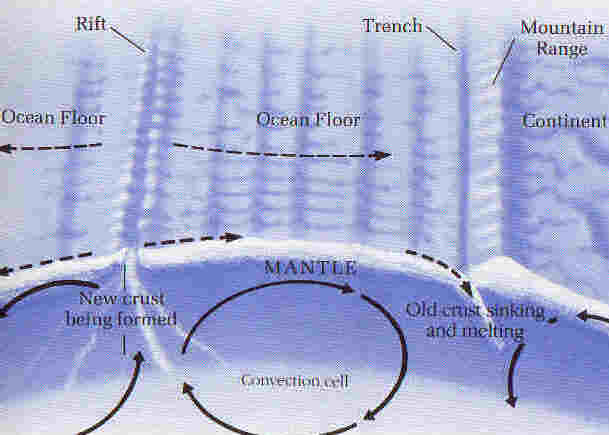 Rift
Trench
Mountain
Range
Ocean Floor
Ocean Floor
Continent
MANTLE
New crust
being formed
Old crust sinking
and melting
Convection cell